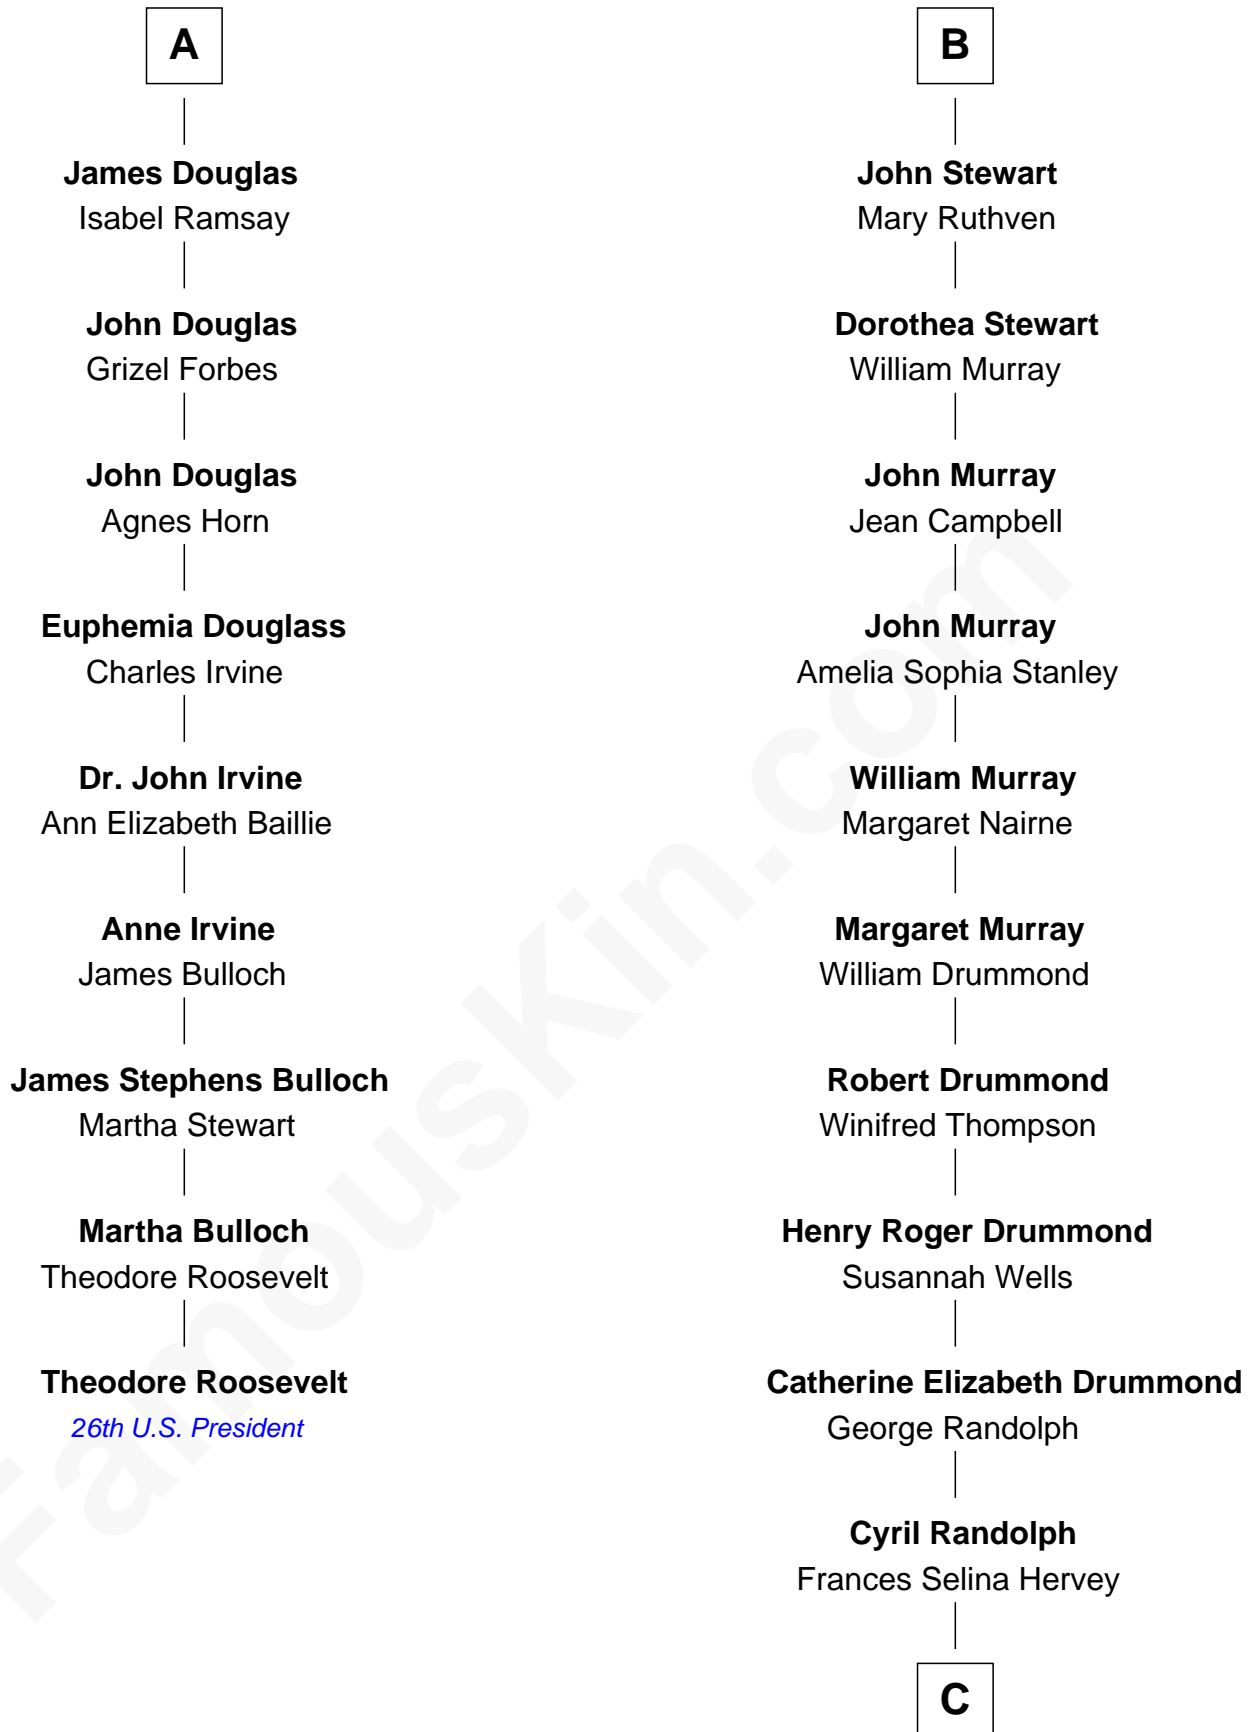 A
James Douglas
Isabel Ramsay
John Douglas
Grizel Forbes
John Douglas
Agnes Horn
Euphemia Douglass
Charles Irvine
Dr. John Irvine
Ann Elizabeth Baillie
Anne Irvine
James Bulloch
James Stephens Bulloch
Martha Stewart
Martha Bulloch
Theodore Roosevelt
Theodore Roosevelt
26th U.S. President
B
John Stewart
Mary Ruthven
Dorothea Stewart
William Murray
John Murray
Jean Campbell
John Murray
Amelia Sophia Stanley
William Murray
Margaret Nairne
Margaret Murray
William Drummond
Robert Drummond
Winifred Thompson
Henry Roger Drummond
Susannah Wells
Catherine Elizabeth Drummond
George Randolph
Cyril Randolph
Frances Selina Hervey
C
FamousKin.com